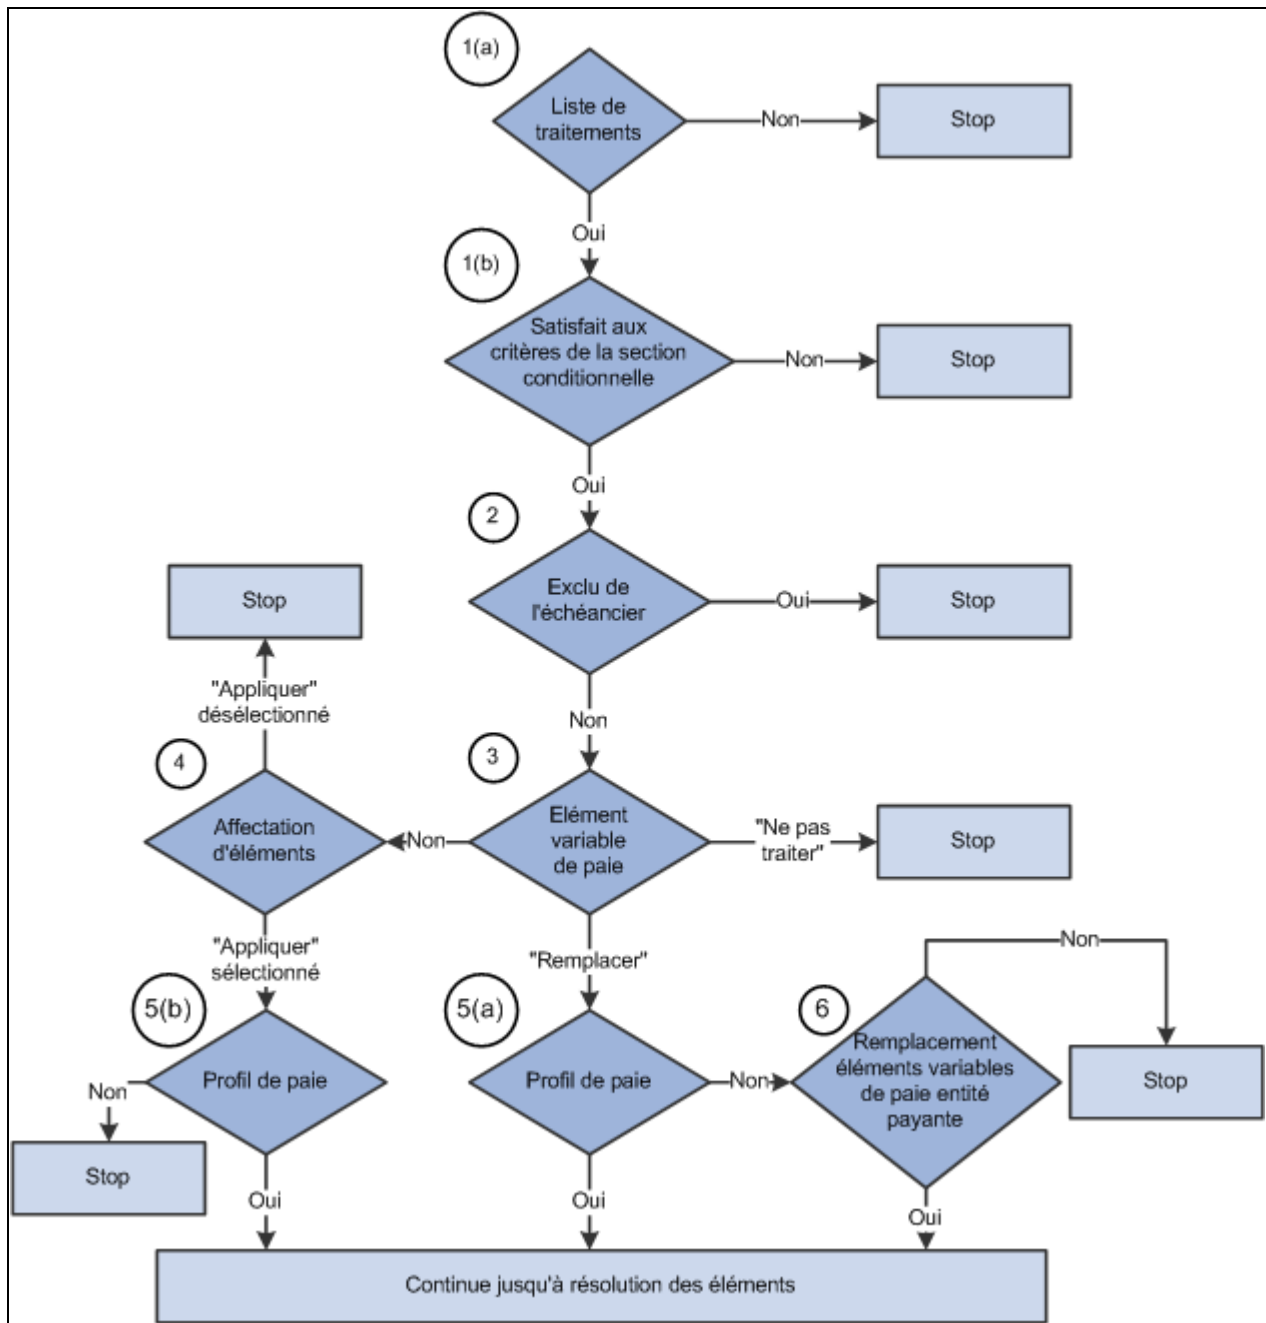 1(a)
Liste de
traitements
Non
Stop
Oui
1(b)
Satisfait aux
critères de la section
conditionnelle
Non
Stop
Oui
2
Exclu de
l'échéancier
Oui
Stop
Stop
"Appliquer"
désélectionné
Non
4
3
Affectation
d'éléments
Non
Elément
variable
de paie
"Ne pas
traiter"
Stop
"Appliquer"
sélectionné
"Remplacer"
Non
5(b)
5(a)
6
Profil de paie
Profil de paie
Non
Remplacement
éléments variables
de paie entité
payante
Stop
Non
Stop
Oui
Oui
Oui
Continue jusqu'à résolution des éléments